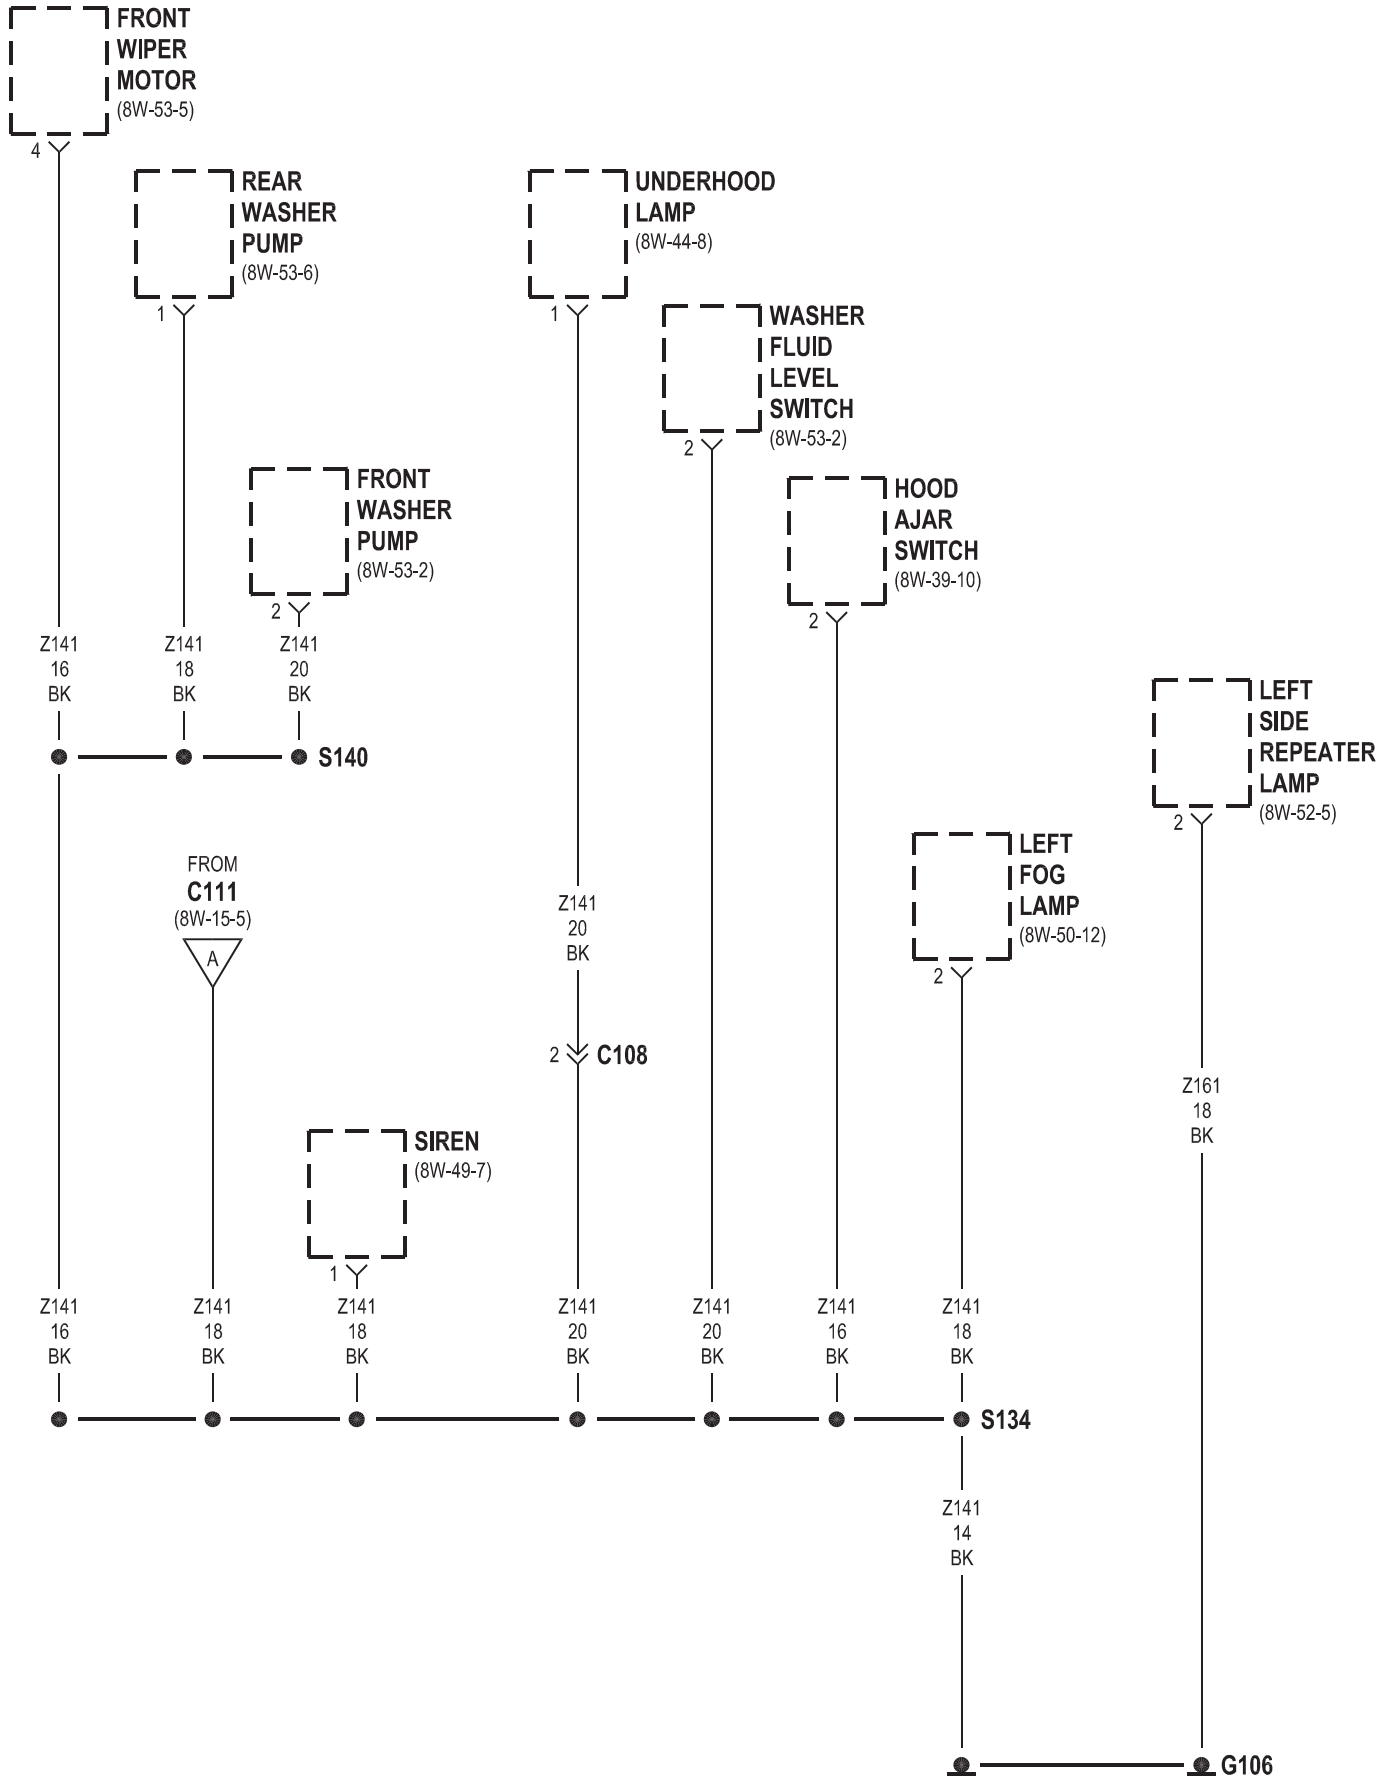 FRONT
WIPER
MOTOR
(8W-53-5)
4
REAR
WASHER
PUMP
(8W-53-6)
1
UNDERHOOD
LAMP
(8W-44-8)
1
WASHER
FLUID
LEVEL
SWITCH
(8W-53-2)
2
FRONT
WASHER
PUMP
(8W-53-2)
2
HOOD
AJAR
SWITCH
(8W-39-10)
2
Z141
16
BK
Z141
18
BK
Z141
20
BK
S140
LEFT
SIDE
REPEATER
LAMP
(8W-52-5)
2
LEFT
FOG
LAMP
(8W-50-12)
2
FROM
C111
(8W-15-5)
A
Z141
20
BK
2
C108
Z161
18
BK
SIREN
(8W-49-7)
1
Z141
16
BK
Z141
18
BK
Z141
18
BK
Z141
20
BK
Z141
20
BK
Z141
16
BK
Z141
18
BK
S134
Z141
14
BK
G106